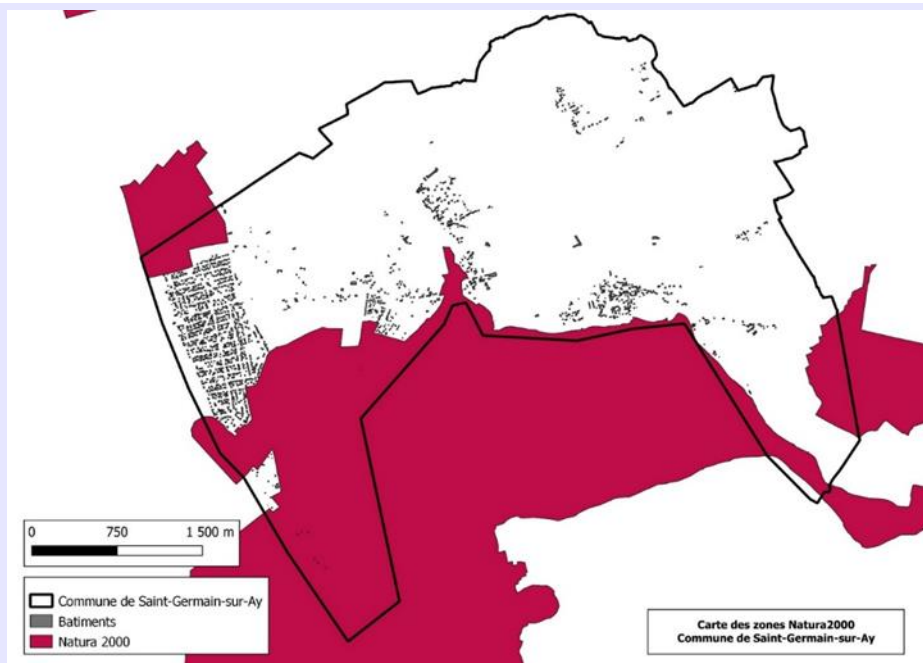 0 750 1 500 m
Commune de Saint-Germain-sur-Ay
Batiments
Natura 2000
Carte des zones Natura2000
Commune de Saint-Germain-sur-Ay